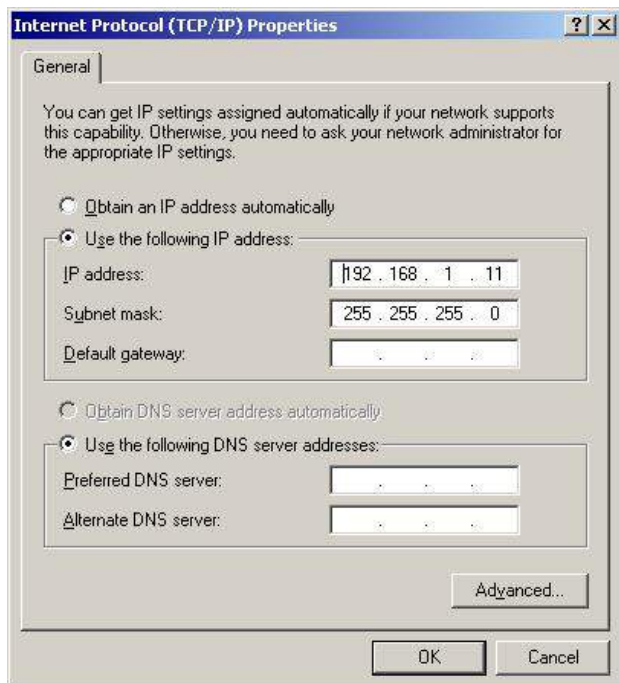 Internet Protocol (TCP/IP) Properties
General
You can get IP settings assigned automatically if your network supports
this capability. Otherwise, you need to ask your network administrator for
the appropriate IP settings.
Obtain an IP address automatically
Use the following IP address:
IP address: 192 . 168 . 1 . 11
Subnet mask: 255 . 255 . 255 . 0
Default gateway: . . .
Obtain DNS server address automatically
Use the following DNS server addresses:
Preferred DNS server: . . .
Alternate DNS server: . . .
Advanced...
OK Cancel